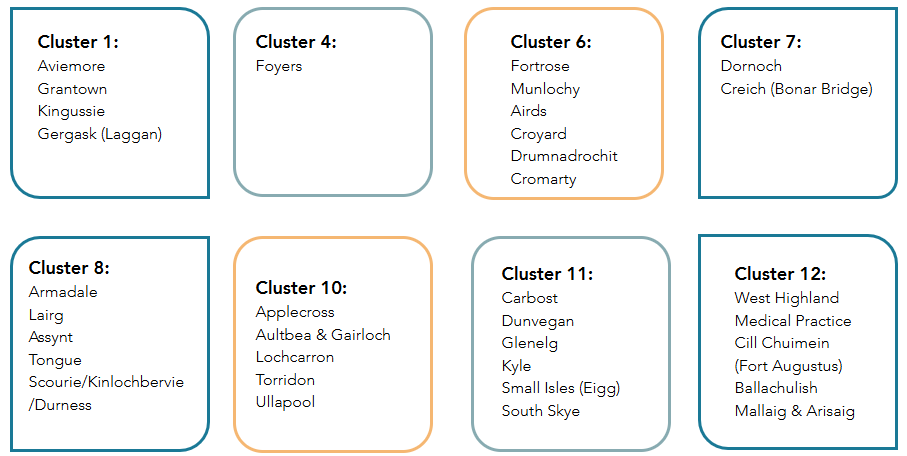 Cluster 1:
Aviemore
Grantown
Kingussie
Gergask (Laggan)
Cluster 4:
Foyers
Cluster 6:
Fortrose
Munlochy
Airds
Croyard
Drumnadrochit
Cromarty
Cluster 7:
Dornoch
Creich (Bonar Bridge)
Cluster 8:
Armadale
Lairg
Assynt
Tongue
Scourie/Kinlochbervie
/Durness
Cluster 10:
Applecross
Aultbea & Gairloch
Lochcarron
Torridon
Ullapool
Cluster 11:
Carbost
Dunvegan
Glenelg
Kyle
Small Isles (Eigg)
South Skye
Cluster 12:
West Highland
Medical Practice
Cill Chuimein
(Fort Augustus)
Ballachulish
Mallaig & Arisaig